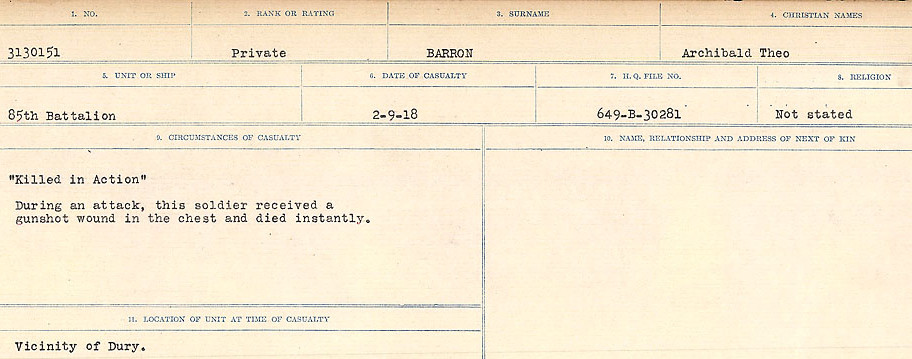 1. NO. 2. RANK OR RATING 3. SURNAME 4. CHRISTIAN NAMES
3130151 Private BARRON Archibald Theo
5. UNIT OR SHIP 6. DATE OF CASUALTY 7. H.Q. FILE NO. 8. RELIGION
85th Battalion 2-9-18 649-B-30281 Not stated
9. CIRCUMSTANCES OF CASUALTY 10. NAME, RELATIONSHIP AND ADDRESS OF NEXT OF KIN
"Killed in Action"
During an attack, this soldier received a
gunshot wound in the chest and died instantly.
11. LOCATION OF UNIT AT TIME OF CASUALTY
Vicinity of Dury.